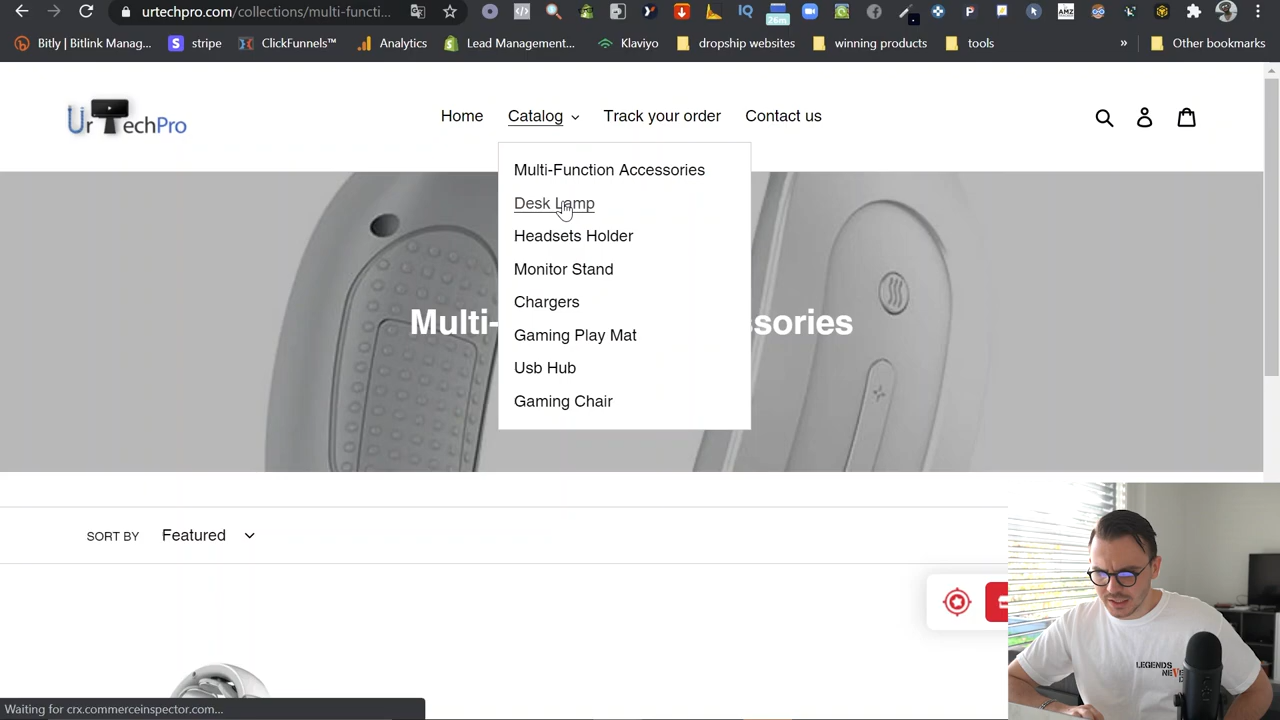 urtechpro.com/collections/multi-functi...
26m
Bitly | Bitlink Manag...
stripe
ClickFunnels™
Analytics
Lead Management...
Klaviyo
dropship websites
winning products
tools
»
Other bookmarks
UrTechPro
Home
Catalog
Track your order
Contact us
Multi-Function Accessories
Desk Lamp
Headsets Holder
Monitor Stand
Chargers
Gaming Play Mat
Usb Hub
Gaming Chair
Multi-
ssories
SORT BY
Featured
LEGENDS
NEVE
D
Waiting for crx.commerceinspector.com...